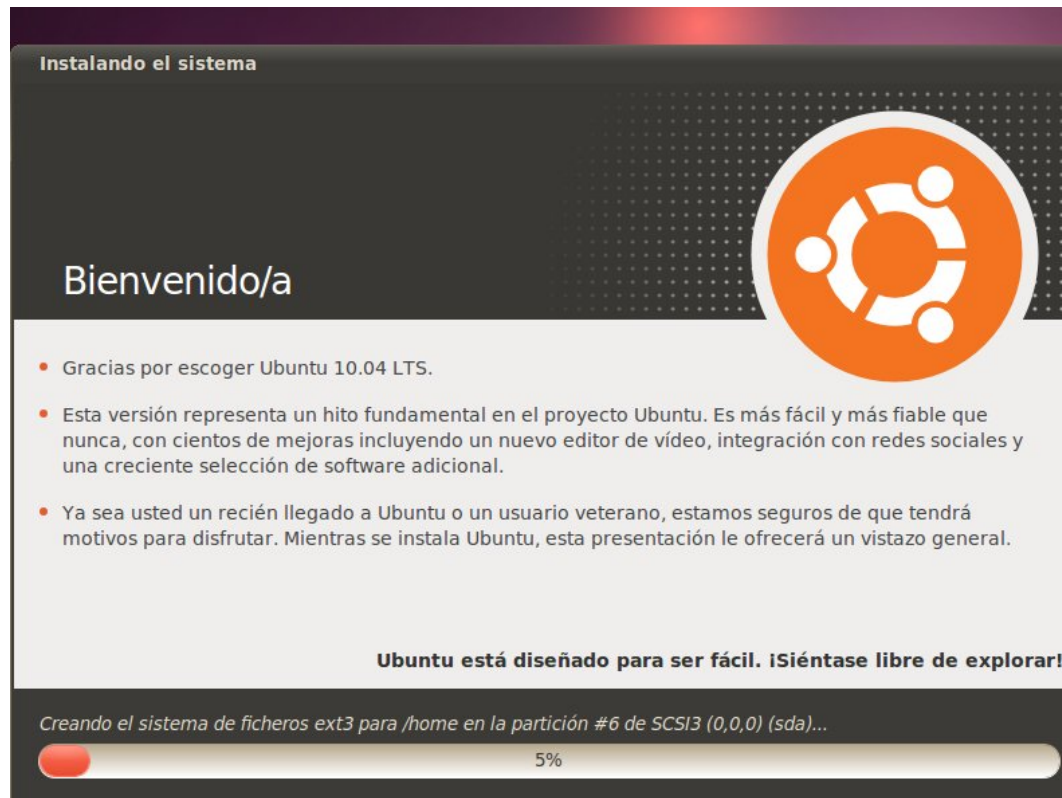 Instalando el sistema
Bienvenido/a
Gracias por escoger Ubuntu 10.04 LTS.
Esta versión representa un hito fundamental en el proyecto Ubuntu. Es más fácil y más fiable que
nunca, con cientos de mejoras incluyendo un nuevo editor de vídeo, integración con redes sociales y
una creciente selección de software adicional.
Ya sea usted un recién llegado a Ubuntu o un usuario veterano, estamos seguros de que tendrá
motivos para disfrutar. Mientras se instala Ubuntu, esta presentación le ofrecerá un vistazo general.
Ubuntu está diseñado para ser fácil. ¡Siéntase libre de explorar!
Creando el sistema de ficheros ext3 para /home en la partición #6 de SCSI3 (0,0,0) (sda)...
5%